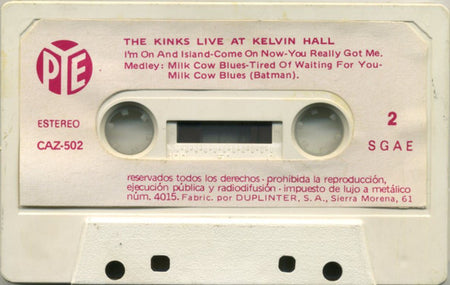 THE KINKS LIVE AT KELVIN HALL
I'm On And Island-Come On Now-You Really Got Me.
Medley: Milk Cow Blues-Tired Of Waiting For You-
Milk Cow Blues (Batman).
PYE
ESTEREO
CAZ-502
2
SGAE
reservados todos los derechos - prohibida la reproducción,
ejecución pública y radiodifusión - impuesto de lujo a metálico
núm. 4015. Fabric. por DUPLINTER, S. A., Sierra Morena, 61